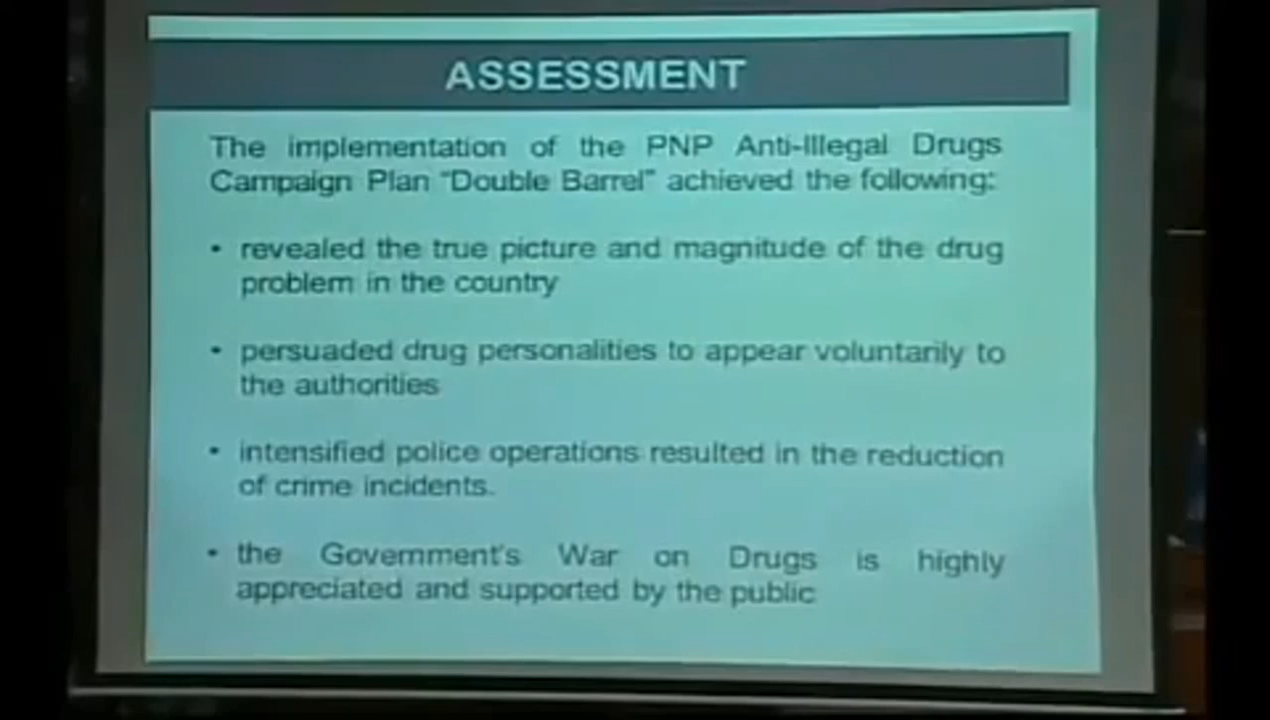 ASSESSMENT
The implementation of the PNP Anti-Illegal Drugs
Campaign Plan "Double Barrel" achieved the following:
• revealed the true picture and magnitude of the drug
problem in the country
• persuaded drug personalities to appear voluntarily to
the authorities
• intensified police operations resulted in the reduction
of crime incidents.
• the Government's War on Drugs is highly
appreciated and supported by the public